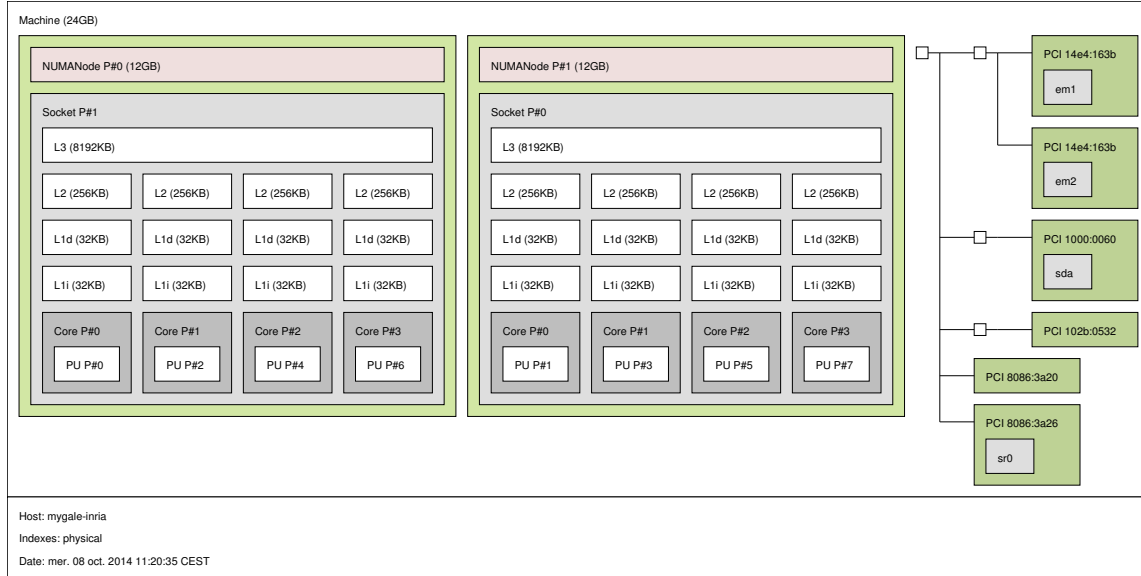 Machine (24GB)
NUMANode P#0 (12GB)
Socket P#1
L3 (8192KB)
L2 (256KB) L2 (256KB) L2 (256KB) L2 (256KB)
L1d (32KB) L1d (32KB) L1d (32KB) L1d (32KB)
L1i (32KB) L1i (32KB) L1i (32KB) L1i (32KB)
Core P#0 Core P#1 Core P#2 Core P#3
PU P#0 PU P#2 PU P#4 PU P#6
NUMANode P#1 (12GB)
Socket P#0
L3 (8192KB)
L2 (256KB) L2 (256KB) L2 (256KB) L2 (256KB)
L1d (32KB) L1d (32KB) L1d (32KB) L1d (32KB)
L1i (32KB) L1i (32KB) L1i (32KB) L1i (32KB)
Core P#0 Core P#1 Core P#2 Core P#3
PU P#1 PU P#3 PU P#5 PU P#7
PCI 14e4:163b
em1
PCI 14e4:163b
em2
PCI 1000:0060
sda
PCI 102b:0532
PCI 8086:3a20
PCI 8086:3a26
sr0
Host: mygale-inria
Indexes: physical
Date: mer. 08 oct. 2014 11:20:35 CEST